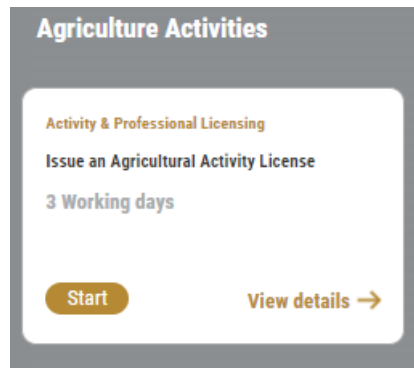 Agriculture Activities
Activity & Professional Licensing
Issue an Agricultural Activity License
3 Working days
Start
View details →